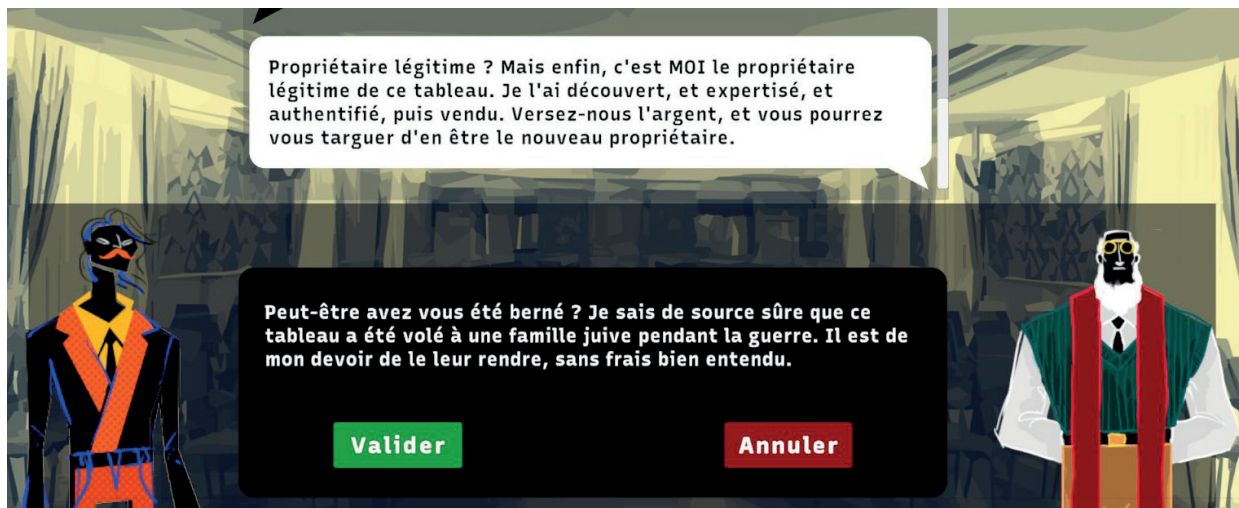 Propriétaire légitime ? Mais enfin, c'est MOI le propriétaire
légitime de ce tableau. Je l'ai découvert, et expertisé, et
authentifié, puis vendu. Versez-nous l'argent, et vous pourrez
vous targuer d'en être le nouveau propriétaire.
Peut-être avez vous été berné ? Je sais de source sûre que ce
tableau a été volé à une famille juive pendant la guerre. Il est de
mon devoir de le leur rendre, sans frais bien entendu.
Valider
Annuler